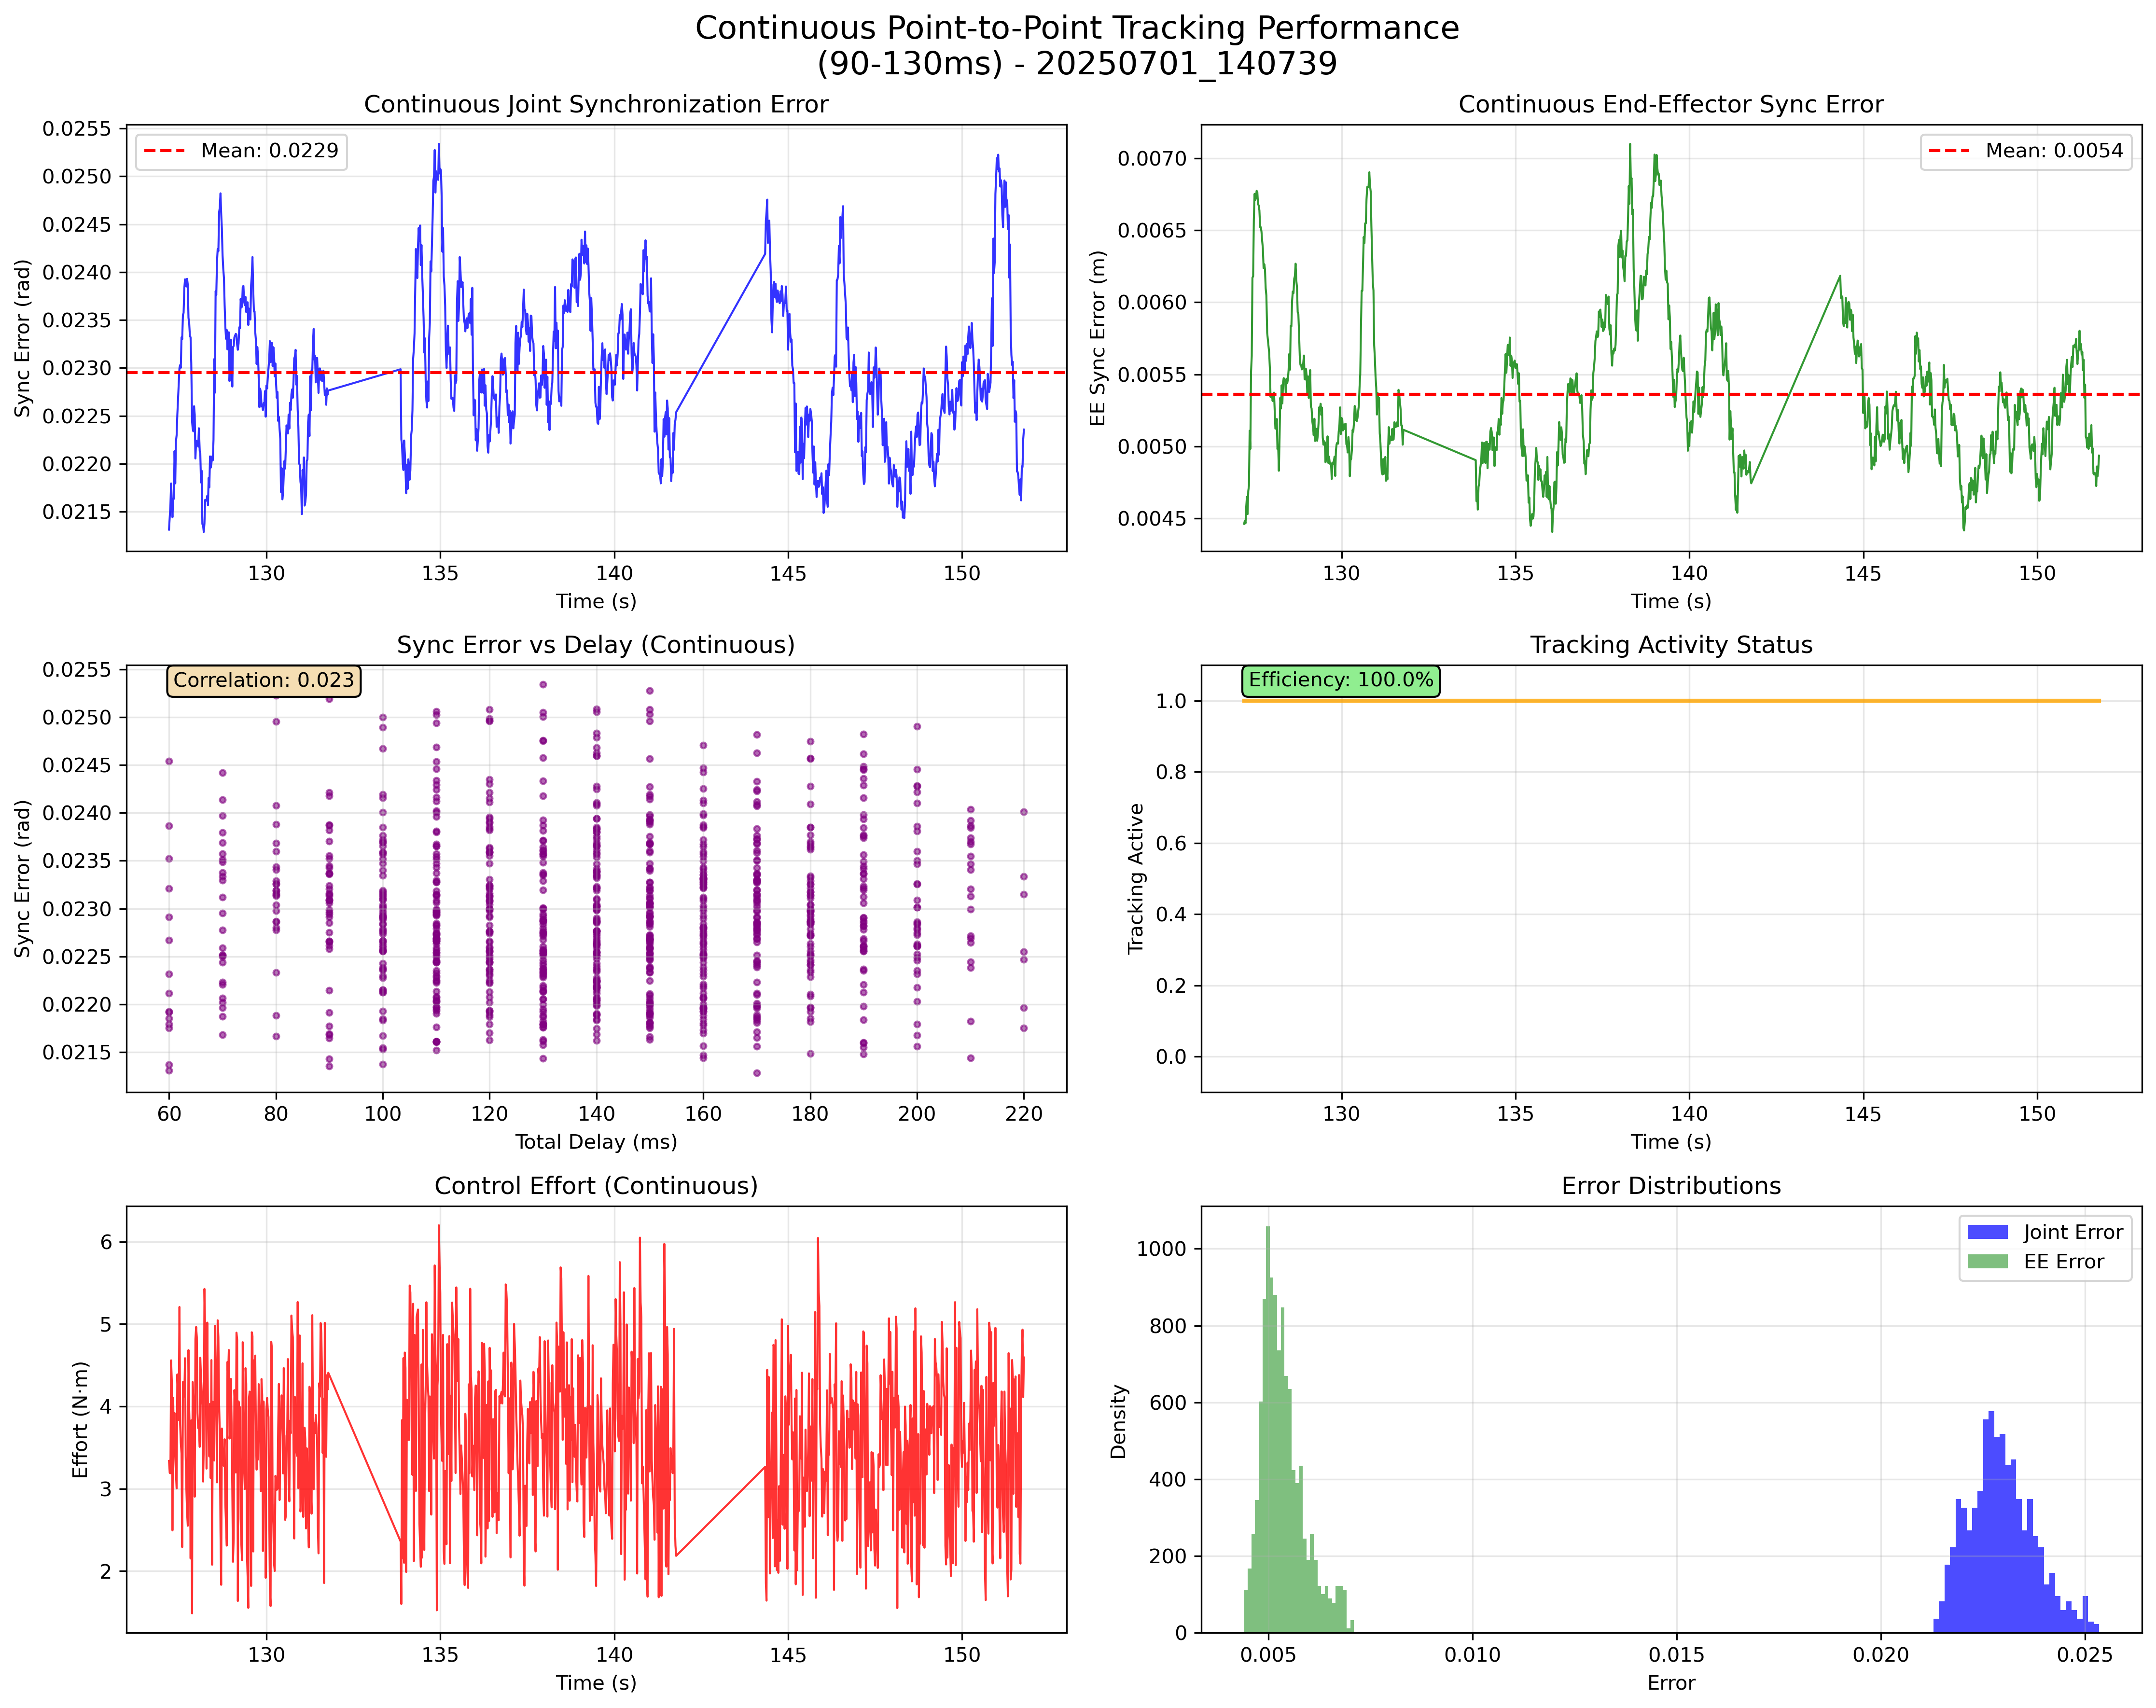 Continuous Point-to-Point Tracking Performance
(90-130ms) - 20250701_140739
Continuous Joint Synchronization Error
Sync Error (rad)
0.0255
0.0250
0.0245
0.0240
0.0235
0.0230
0.0225
0.0220
0.0215
Mean: 0.0229
130 135 140 145 150
Time (s)
Continuous End-Effector Sync Error
EE Sync Error (m)
0.0070
0.0065
0.0060
0.0055
0.0050
0.0045
Mean: 0.0054
130 135 140 145 150
Time (s)
Sync Error vs Delay (Continuous)
Sync Error (rad)
0.0255
0.0250
0.0245
0.0240
0.0235
0.0230
0.0225
0.0220
0.0215
Correlation: 0.023
60 80 100 120 140 160 180 200 220
Total Delay (ms)
Tracking Activity Status
Tracking Active
1.0
0.8
0.6
0.4
0.2
0.0
Efficiency: 100.0%
130 135 140 145 150
Time (s)
Control Effort (Continuous)
Effort (N·m)
6
5
4
3
2
130 135 140 145 150
Time (s)
Error Distributions
Density
1000
800
600
400
200
0
Joint Error
EE Error
0.005 0.010 0.015 0.020 0.025
Error